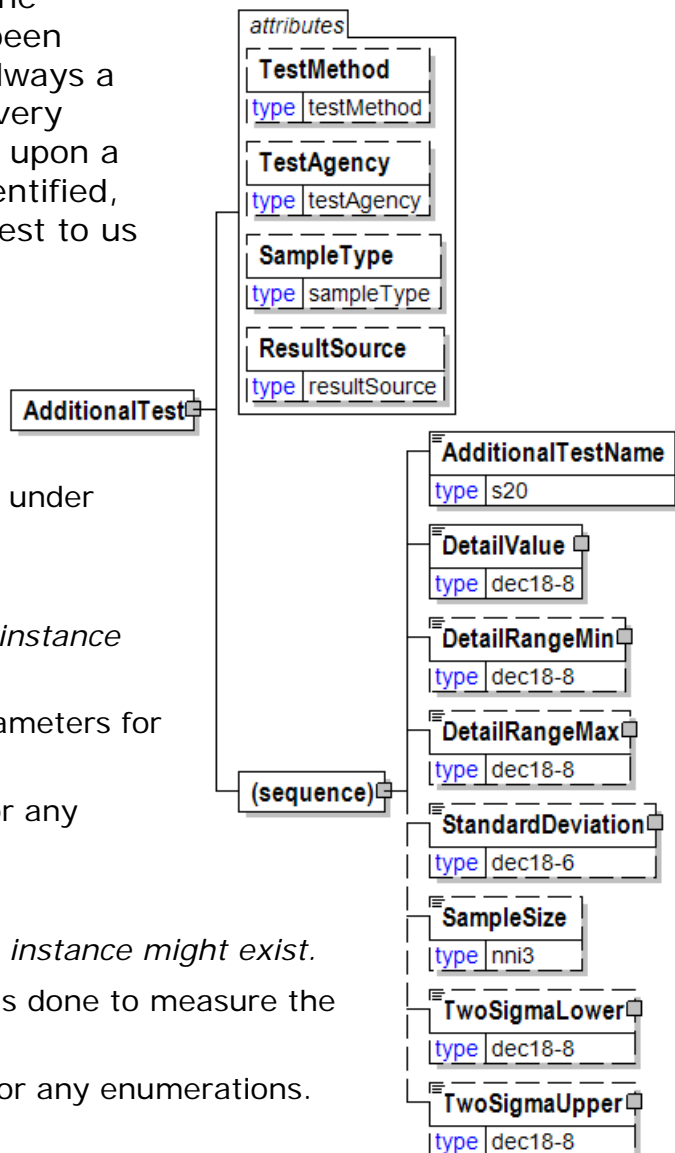 been
always a
very
upon a
entified,
est to us
attributes
TestMethod
type testMethod
TestAgency
type testAgency
SampleType
type sampleType
ResultSource
type resultSource
AdditionalTest
under
instance
ameters for
r any
instance might exist.
s done to measure the
or any enumerations.
(sequence)
AdditionalTestName
type s20
DetailValue
type dec18-8
DetailRangeMin
type dec18-8
DetailRangeMax
type dec18-8
StandardDeviation
type dec18-6
SampleSize
type nni3
TwoSigmaLower
type dec18-8
TwoSigmaUpper
type dec18-8